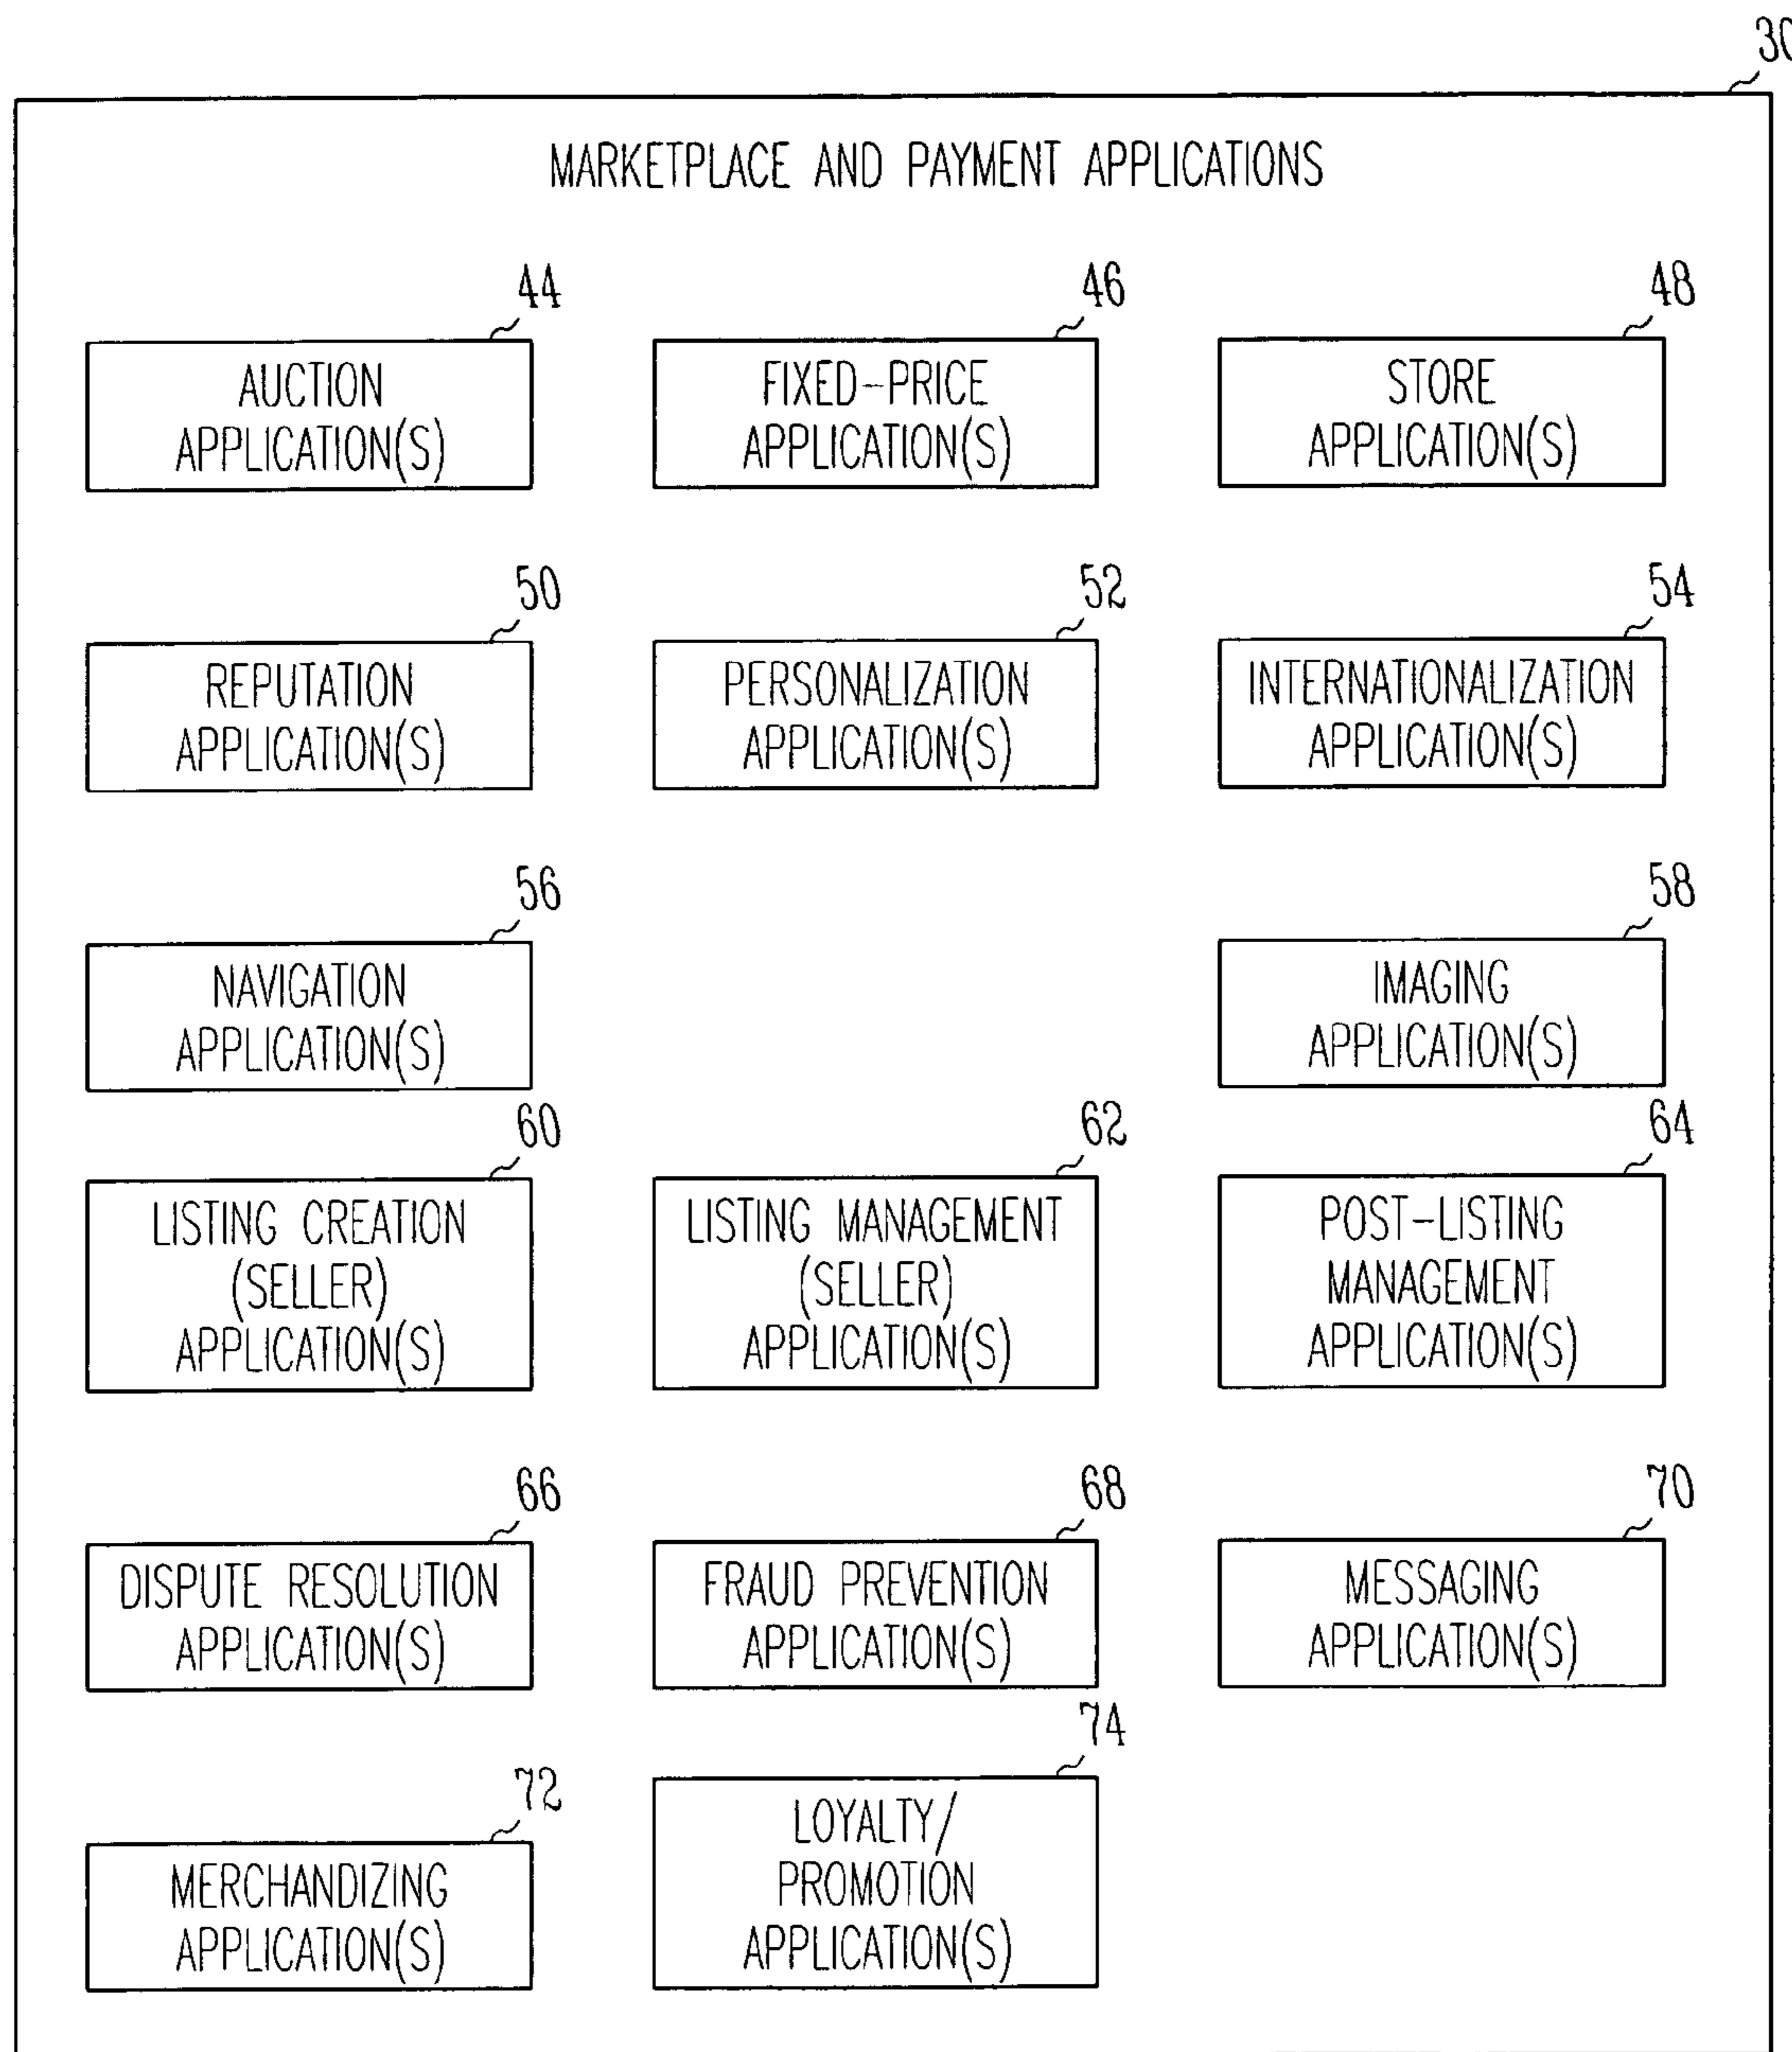 30
MARKETPLACE AND PAYMENT APPLICATIONS
44
AUCTION
APPLICATION(S)
46
FIXED-PRICE
APPLICATION(S)
48
STORE
APPLICATION(S)
50
REPUTATION
APPLICATION(S)
52
PERSONALIZATION
APPLICATION(S)
54
INTERNATIONALIZATION
APPLICATION(S)
56
NAVIGATION
APPLICATION(S)
58
IMAGING
APPLICATION(S)
60
LISTING CREATION
(SELLER)
APPLICATION(S)
62
LISTING MANAGEMENT
(SELLER)
APPLICATION(S)
64
POST-LISTING
MANAGEMENT
APPLICATION(S)
66
DISPUTE RESOLUTION
APPLICATION(S)
68
FRAUD PREVENTION
APPLICATION(S)
70
MESSAGING
APPLICATION(S)
72
MERCHANDIZING
APPLICATION(S)
74
LOYALTY/
PROMOTION
APPLICATION(S)